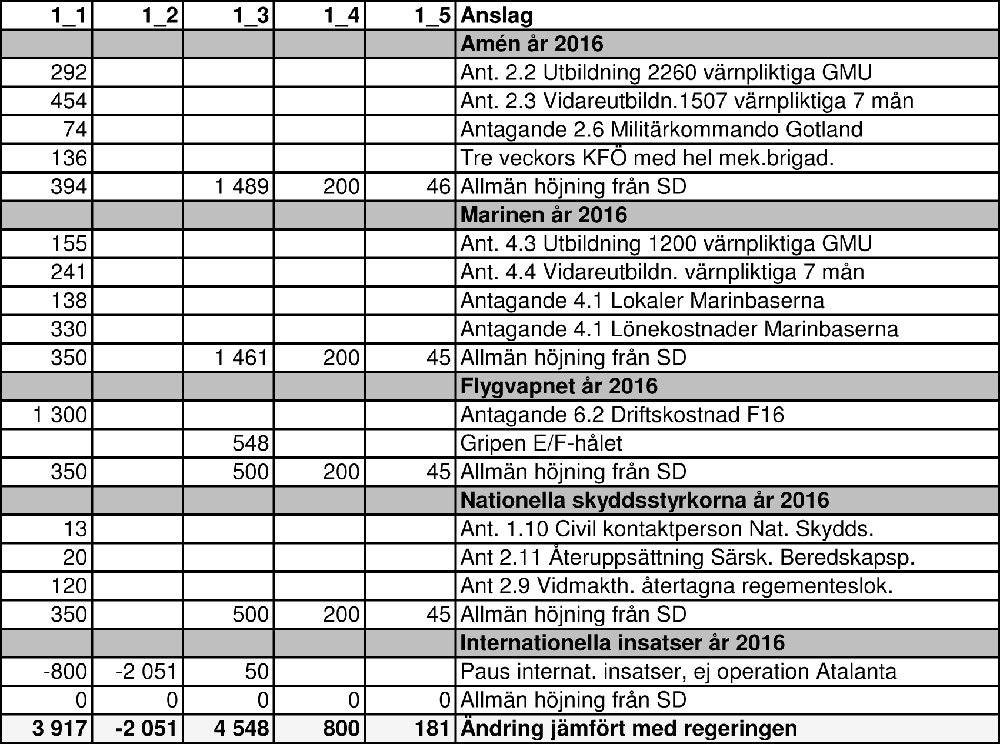 1_1 1_2 1_3 1_4 1_5 Anslag
Amén år 2016
292 Ant. 2.2 Utbildning 2260 värnpliktiga GMU
454 Ant. 2.3 Vidareutbildn.1507 värnpliktiga 7 mån
74 Antagande 2.6 Militärkommando Gotland
136 Tre veckors KFÖ med hel mek.brigad.
394 1 489 200 46 Allmän höjning från SD
Marinen år 2016
155 Ant. 4.3 Utbildning 1200 värnpliktiga GMU
241 Ant. 4.4 Vidareutbildn. värnpliktiga 7 mån
138 Antagande 4.1 Lokaler Marinbaserna
330 Antagande 4.1 Lönekostnader Marinbaserna
350 1 461 200 45 Allmän höjning från SD
Flygvapnet år 2016
1 300 Antagande 6.2 Driftskostnad F16
548 Gripen E/F-hålet
350 500 200 45 Allmän höjning från SD
Nationella skyddsstyrkorna år 2016
13 Ant. 1.10 Civil kontaktperson Nat. Skydds.
20 Ant 2.11 Återuppsättning Särsk. Beredskapsp.
120 Ant 2.9 Vidmakth. återtagna regementeslok.
350 500 200 45 Allmän höjning från SD
Internationella insatser år 2016
-800 -2 051 50 Paus internat. insatser, ej operation Atalanta
0 0 0 0 0 Allmän höjning från SD
3 917 -2 051 4 548 800 181 Ändring jämfört med regeringen